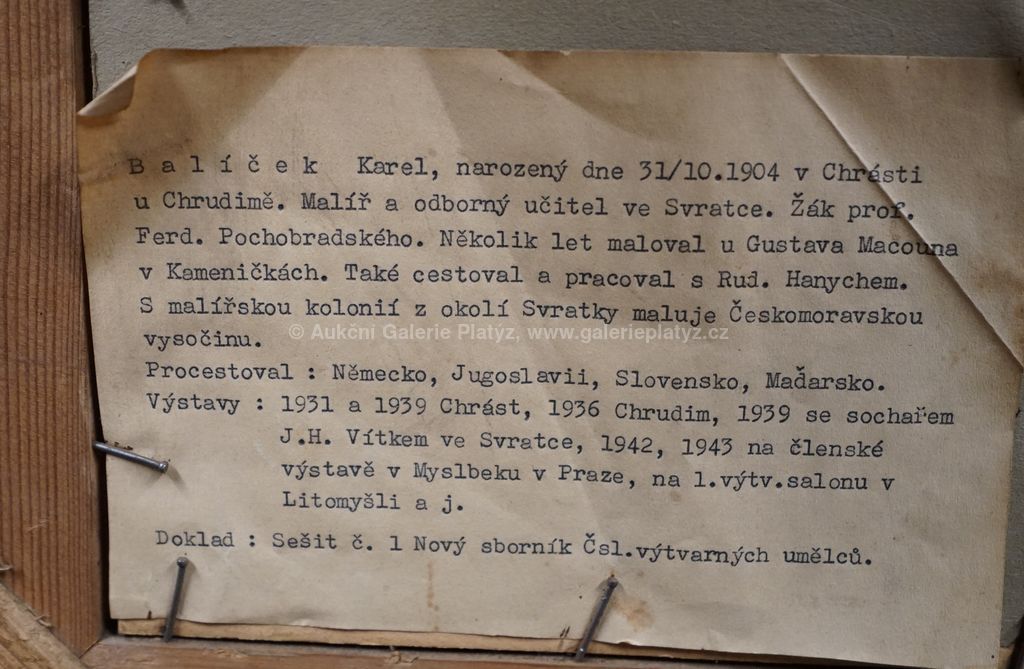 B a l í č e k Karel, narozený dne 31/10.1904 v Chrásti
u Chrudimě. Malíř a odborný učitel ve Svratce. Žák prof.
Ferd. Pochobradského. Několik let maloval u Gustava Macouna
v Kameničkách. Také cestoval a pracoval s Rud. Hanychem.
S malířskou kolonií z okolí Svratky maluje Českomoravskou
© Aukční Galerie Platýz, www.galerieplatyz.cz
vysočinu.
Procestoval : Německo, Jugoslavii, Slovensko, Maďarsko.
Výstavy : 1931 a 1939 Chrást, 1936 Chrudim, 1939 se sochařem
J.H. Vítkem ve Svratce, 1942, 1943 na členské
výstavě v Myslbeku v Praze, na 1.výtv.salonu v
Litomyšli a j.
Doklad : Sešit č. 1 Nový sborník Čsl.výtvarných umělců.